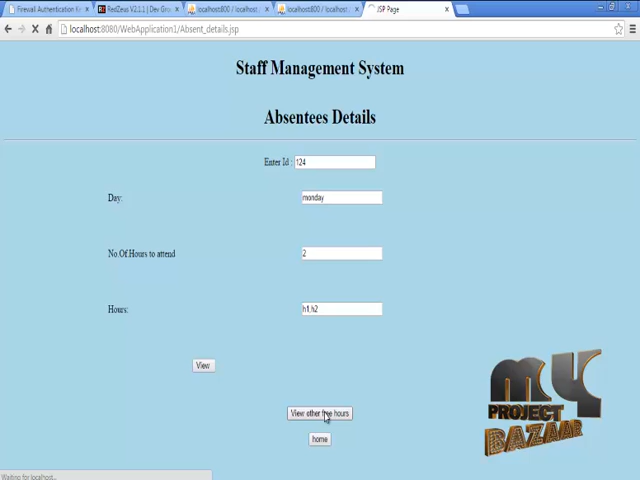 Firewall Authentication Ke
RedZeus V2.1.1 | Dev Gro
localhost:800 / localhost
localhost:800 / localhost
JSP Page
localhost:8080/WebApplication1/Absent_details.jsp
Staff Management System
Absentees Details
Enter Id : 124
Day: monday
No.Of.Hours to attend 2
Hours: h1,h2
View
View other free hours
home
MY
PROJECT
BAZAAR
Waiting for localhost...